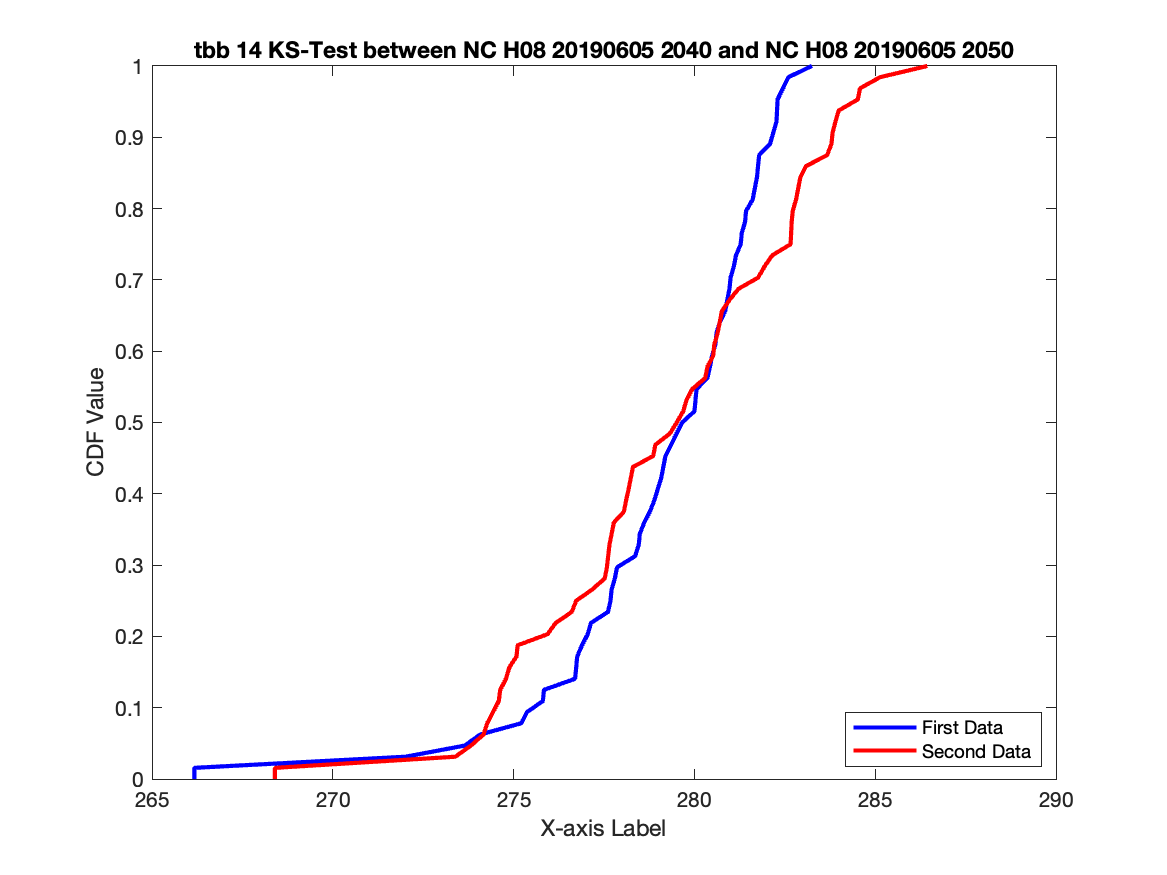 tbb 14 KS-Test between NC H08 20190605 2040 and NC H08 20190605 2050
1
0.9
0.8
0.7
0.6
0.5
0.4
0.3
0.2
0.1
0
CDF Value
First Data
Second Data
265 270 275 280 285 290
X-axis Label